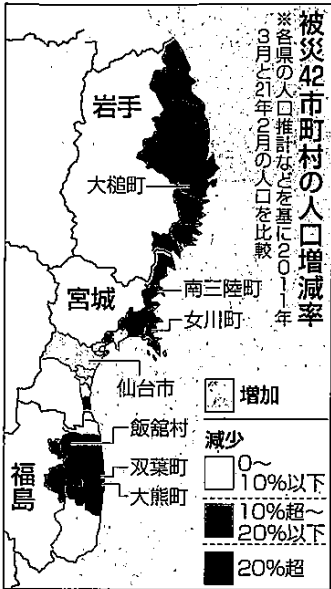 被災42市町村の人口増減率
※各県の人口推計などを基に2011年
3月と21年2月の人口を比較
岩手
大槌町
宮城
南三陸町
女川町
仙台市
増加
飯舘村
減少
福島
双葉町
大熊町
0〜
10%以下
10%超〜
20%以下
20%超